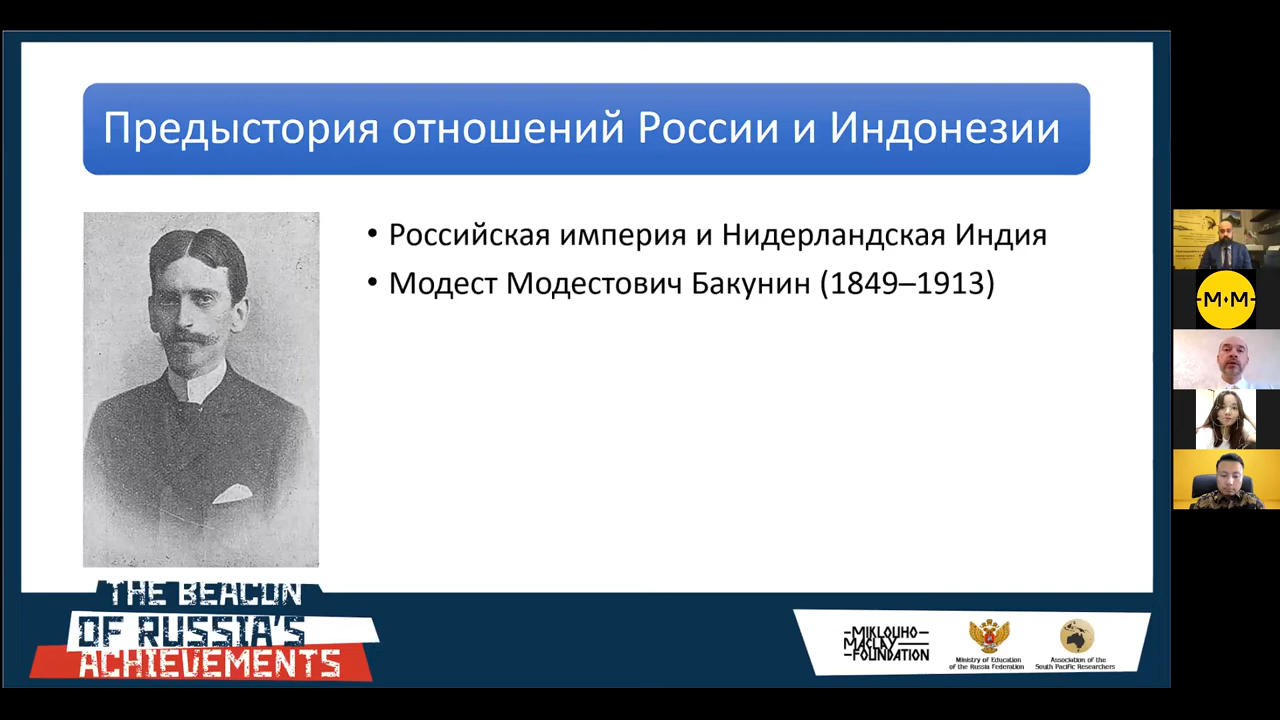 Предыстория отношений России и Индонезии
• Российская империя и Нидерландская Индия
• Модест Модестович Бакунин (1849–1913)
THE BEACON
OF RUSSIA'S
ACHIEVEMENTS
MIKLOUHO
MACLAY
FOUNDATION
Ministry of Education
of the Russia Federation
Association of the
South Pacific Researchers
M M